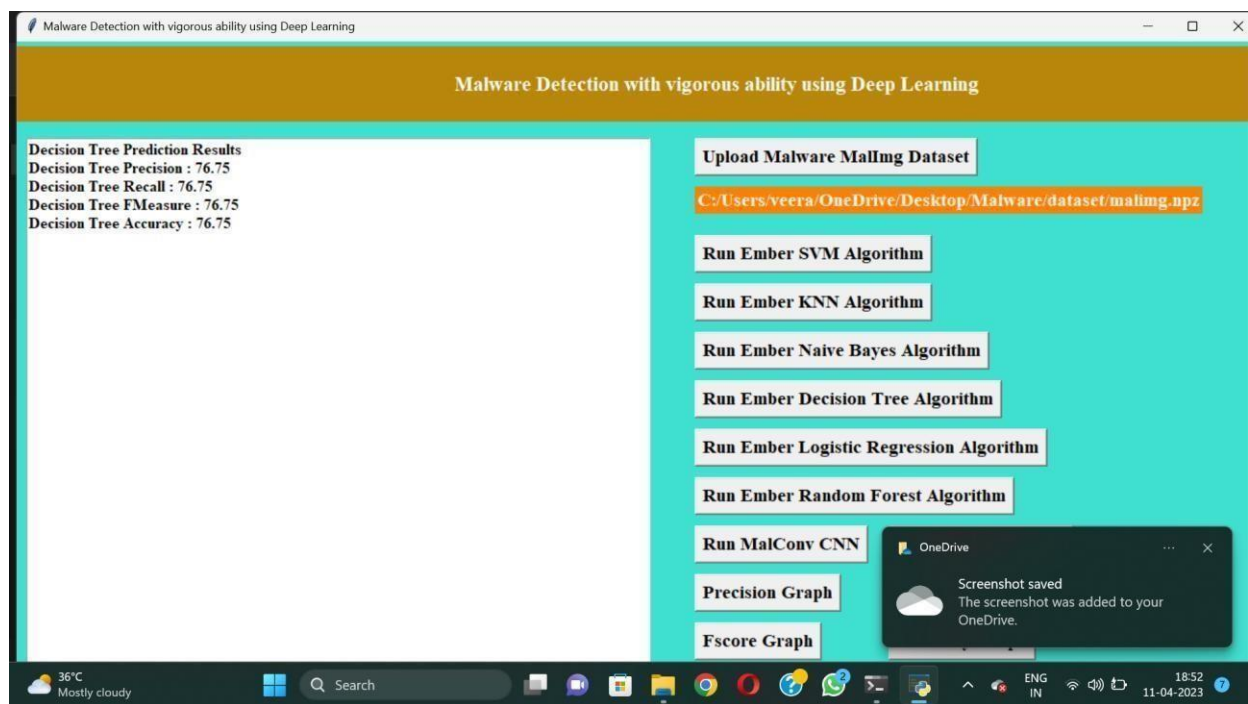 Malware Detection with vigorous ability using Deep Learning
Malware Detection with vigorous ability using Deep Learning
Decision Tree Prediction Results
Decision Tree Precision : 76.75
Decision Tree Recall : 76.75
Decision Tree FMeasure : 76.75
Decision Tree Accuracy : 76.75
Upload Malware MalImg Dataset
C:/Users/veera/OneDrive/Desktop/Malware/dataset/malimg.npz
Run Ember SVM Algorithm
Run Ember KNN Algorithm
Run Ember Naive Bayes Algorithm
Run Ember Decision Tree Algorithm
Run Ember Logistic Regression Algorithm
Run Ember Random Forest Algorithm
Run MalConv CNN
Precision Graph
Fscore Graph
OneDrive
Screenshot saved
The screenshot was added to your
OneDrive.
36°C
Mostly cloudy
Search
2
ENG
IN
18:52
11-04-2023
7